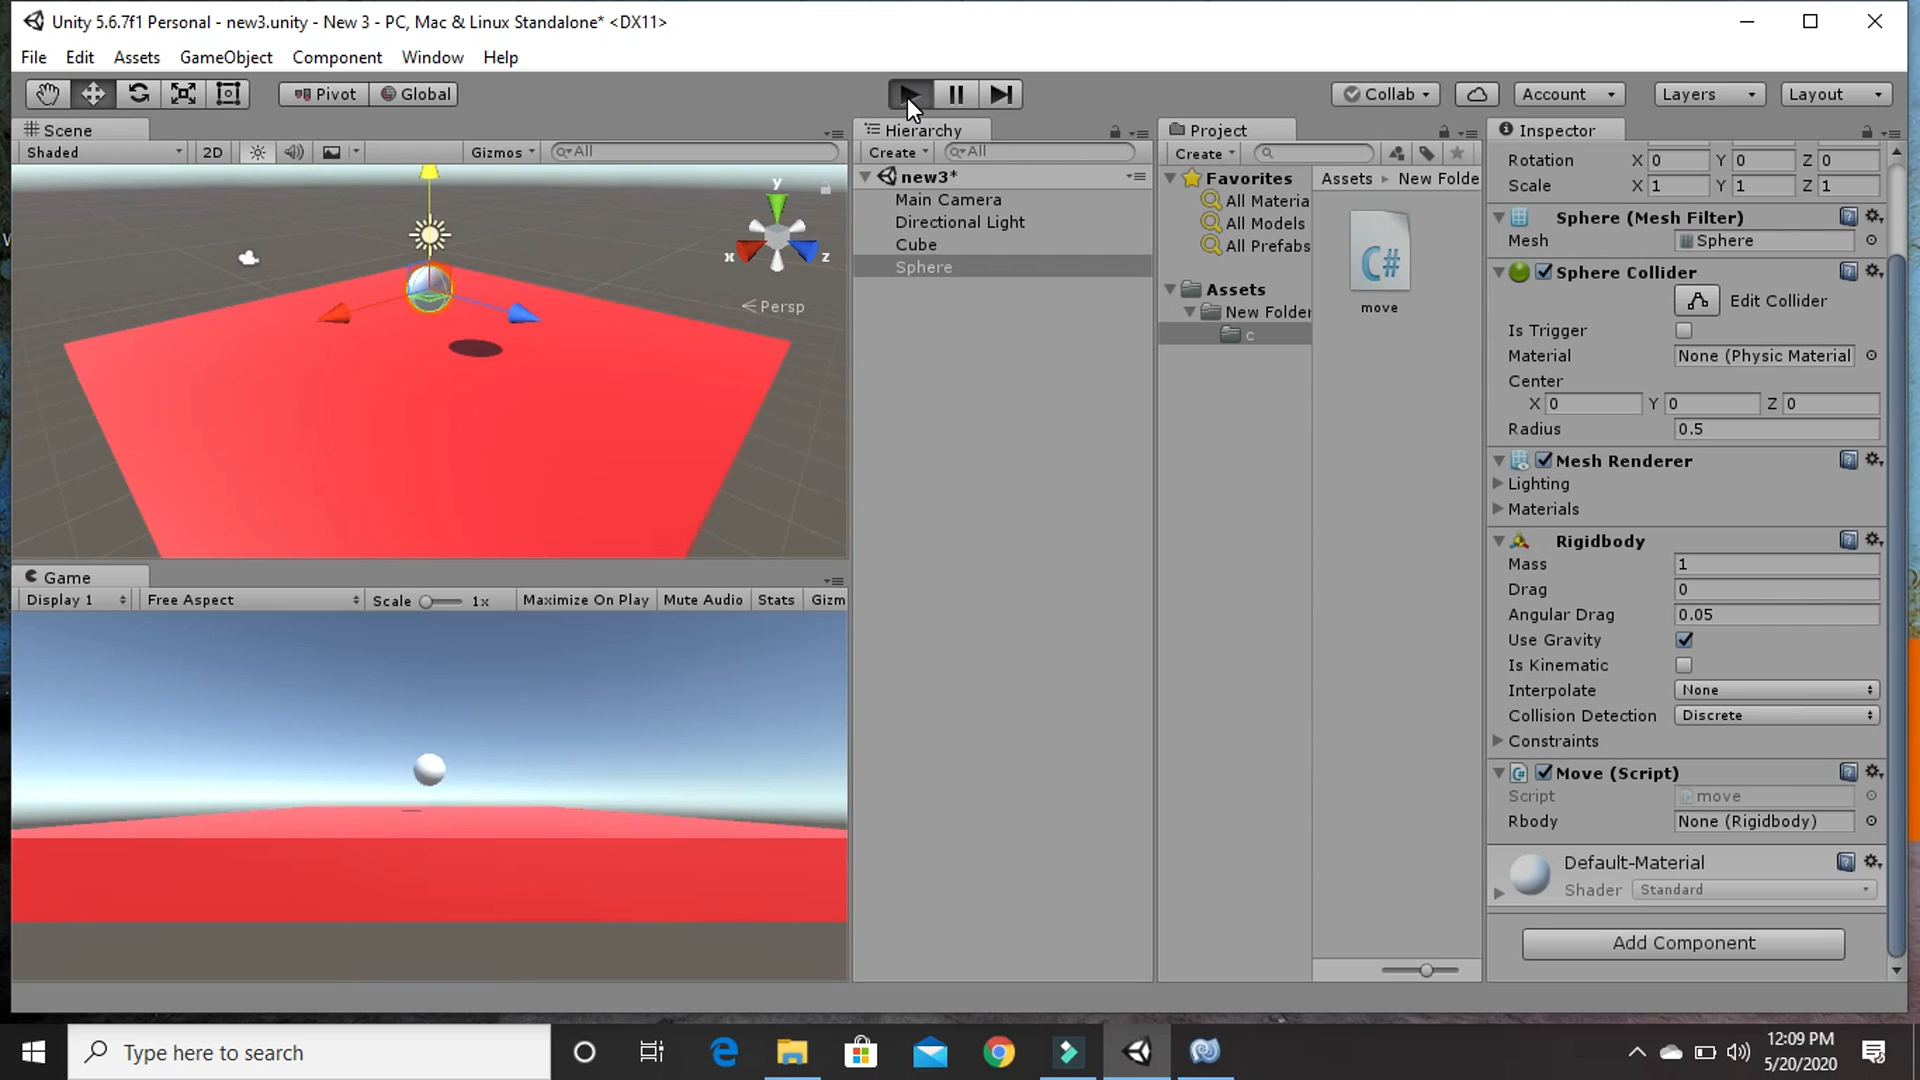 Unity 5.6.7f1 Personal - new3.unity - New 3 - PC, Mac & Linux Standalone* <DX11>
File Edit Assets GameObject Component Window Help
Pivot Global Collab Account Layers Layout
Scene
Shaded 2D Gizmos All
y
x z
Persp
Game
Display 1 Free Aspect Scale 1x Maximize On Play Mute Audio Stats Gizm
Hierarchy
Create All
new3*
Main Camera
Directional Light
Cube
Sphere
Project
Create
Favorites
All Materia
All Models
All Prefabs
Assets
New Folder
c
Assets New Folde
C#
move
Inspector
Rotation X 0 Y 0 Z 0
Scale X 1 Y 1 Z 1
Sphere (Mesh Filter)
Mesh Sphere
Sphere Collider
Edit Collider
Is Trigger
Material None (Physic Material
Center
X 0 Y 0 Z 0
Radius 0.5
Mesh Renderer
Lighting
Materials
Rigidbody
Mass 1
Drag 0
Angular Drag 0.05
Use Gravity
Is Kinematic
Interpolate None
Collision Detection Discrete
Constraints
Move (Script)
Script move
Rbody None (Rigidbody)
Default-Material
Shader Standard
Add Component
Type here to search
12:09 PM
5/20/2020